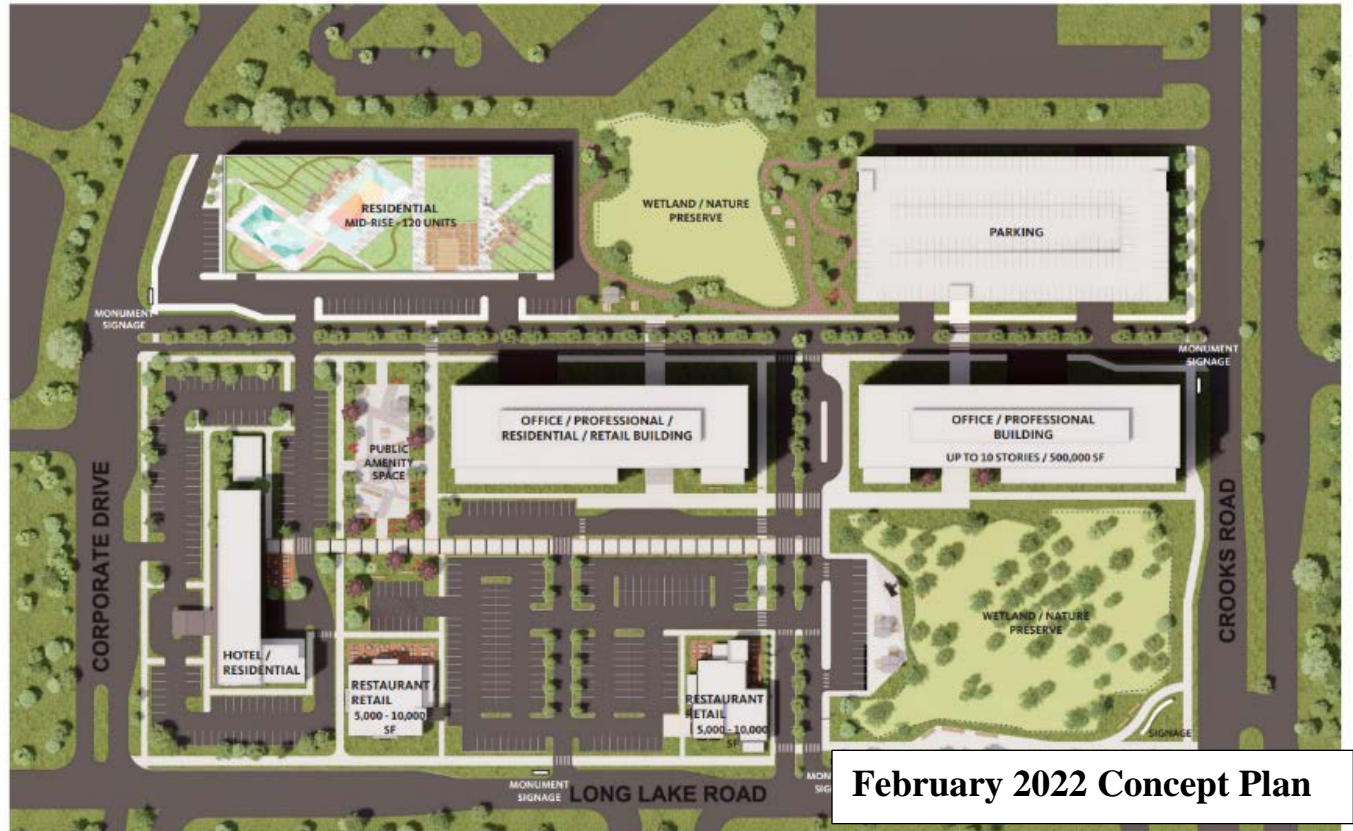 RESIDENTIAL
MID-RISE - 120 UNITS
WETLAND / NATURE
PRESERVE
PARKING
MONUMENT
SIGNAGE
MONUMENT
SIGNAGE
OFFICE / PROFESSIONAL /
RESIDENTIAL / RETAIL BUILDING
OFFICE / PROFESSIONAL
BUILDING
UP TO 10 STORIES / 500,000 SF
PUBLIC
AMENITY
SPACE
CORPORATE DRIVE
CROOKS ROAD
WETLAND / NATURE
PRESERVE
HOTEL /
RESIDENTIAL
RESTAURANT /
RETAIL
5,000 - 10,000
SF
RESTAURANT
RETAIL
5,000 - 10,000
SF
SIGNAGE
MONUMENT
SIGNAGE
LONG LAKE ROAD
February 2022 Concept Plan